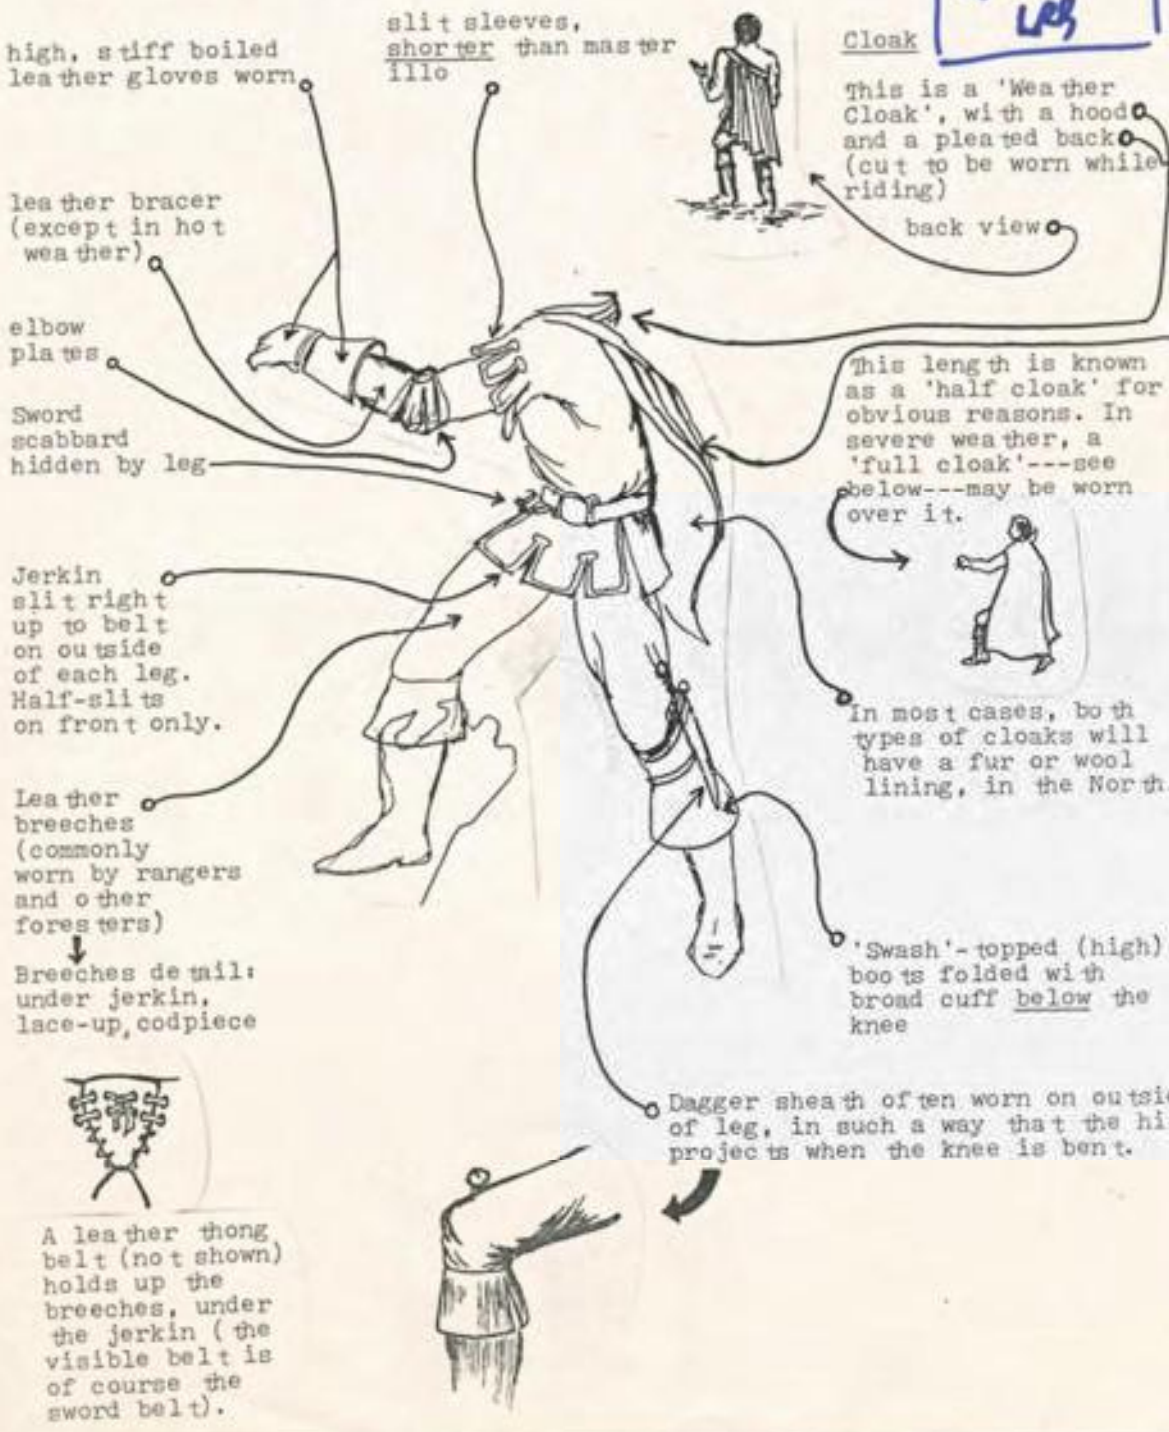 high, stiff boiled
leather gloves worn
slit sleeves,
shorter than master
illo
Cloak
This is a 'Weather
Cloak', with a hood
and a pleated back
(cut to be worn while
riding)
back view
leather bracer
(except in hot
weather)
elbow
plates
Sword
scabbard
hidden by leg
This length is known
as a 'half cloak' for
obvious reasons. In
severe weather, a
'full cloak'---see
below---may be worn
over it.
Jerkin
slit right
up to belt
on outside
of each leg.
Half-slits
on front only.
In most cases, both
types of cloaks will
have a fur or wool
lining, in the North.
Leather
breeches
(commonly
worn by rangers
and other
foresters)
Breeches detail:
under jerkin,
lace-up, codpiece
'Swash'-topped (high)
boots folded with
broad cuff below the
knee
Dagger sheath often worn on outsi
of leg, in such a way that the hi
projects when the knee is bent.
A leather thong
belt (not shown)
holds up the
breeches, under
the jerkin (the
visible belt is
of course the
sword belt).